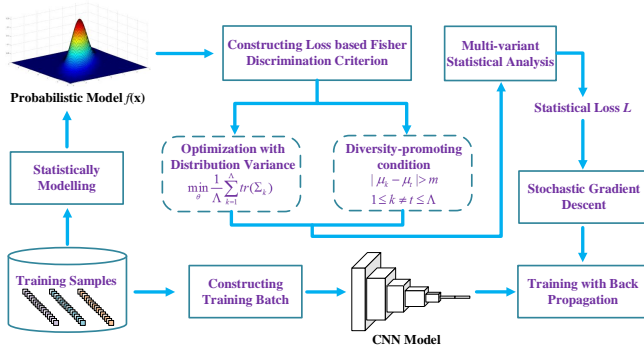 Probabilistic Model f(x)
Constructing Loss based Fisher
Discrimination Criterion
Multi-variant
Statistical Analysis
Statistical Loss L
Optimization with
Distribution Variance
min_θ 1/Λ ∑_{k=1}^{Λ} tr(Σ_k)
Diversity-promoting
condition
| μ_k − μ_t | > m
1 ≤ k ≠ t ≤ Λ
Statistically
Modelling
Stochastic Gradient
Descent
Training Samples
Constructing
Training Batch
CNN Model
Training with Back
Propagation